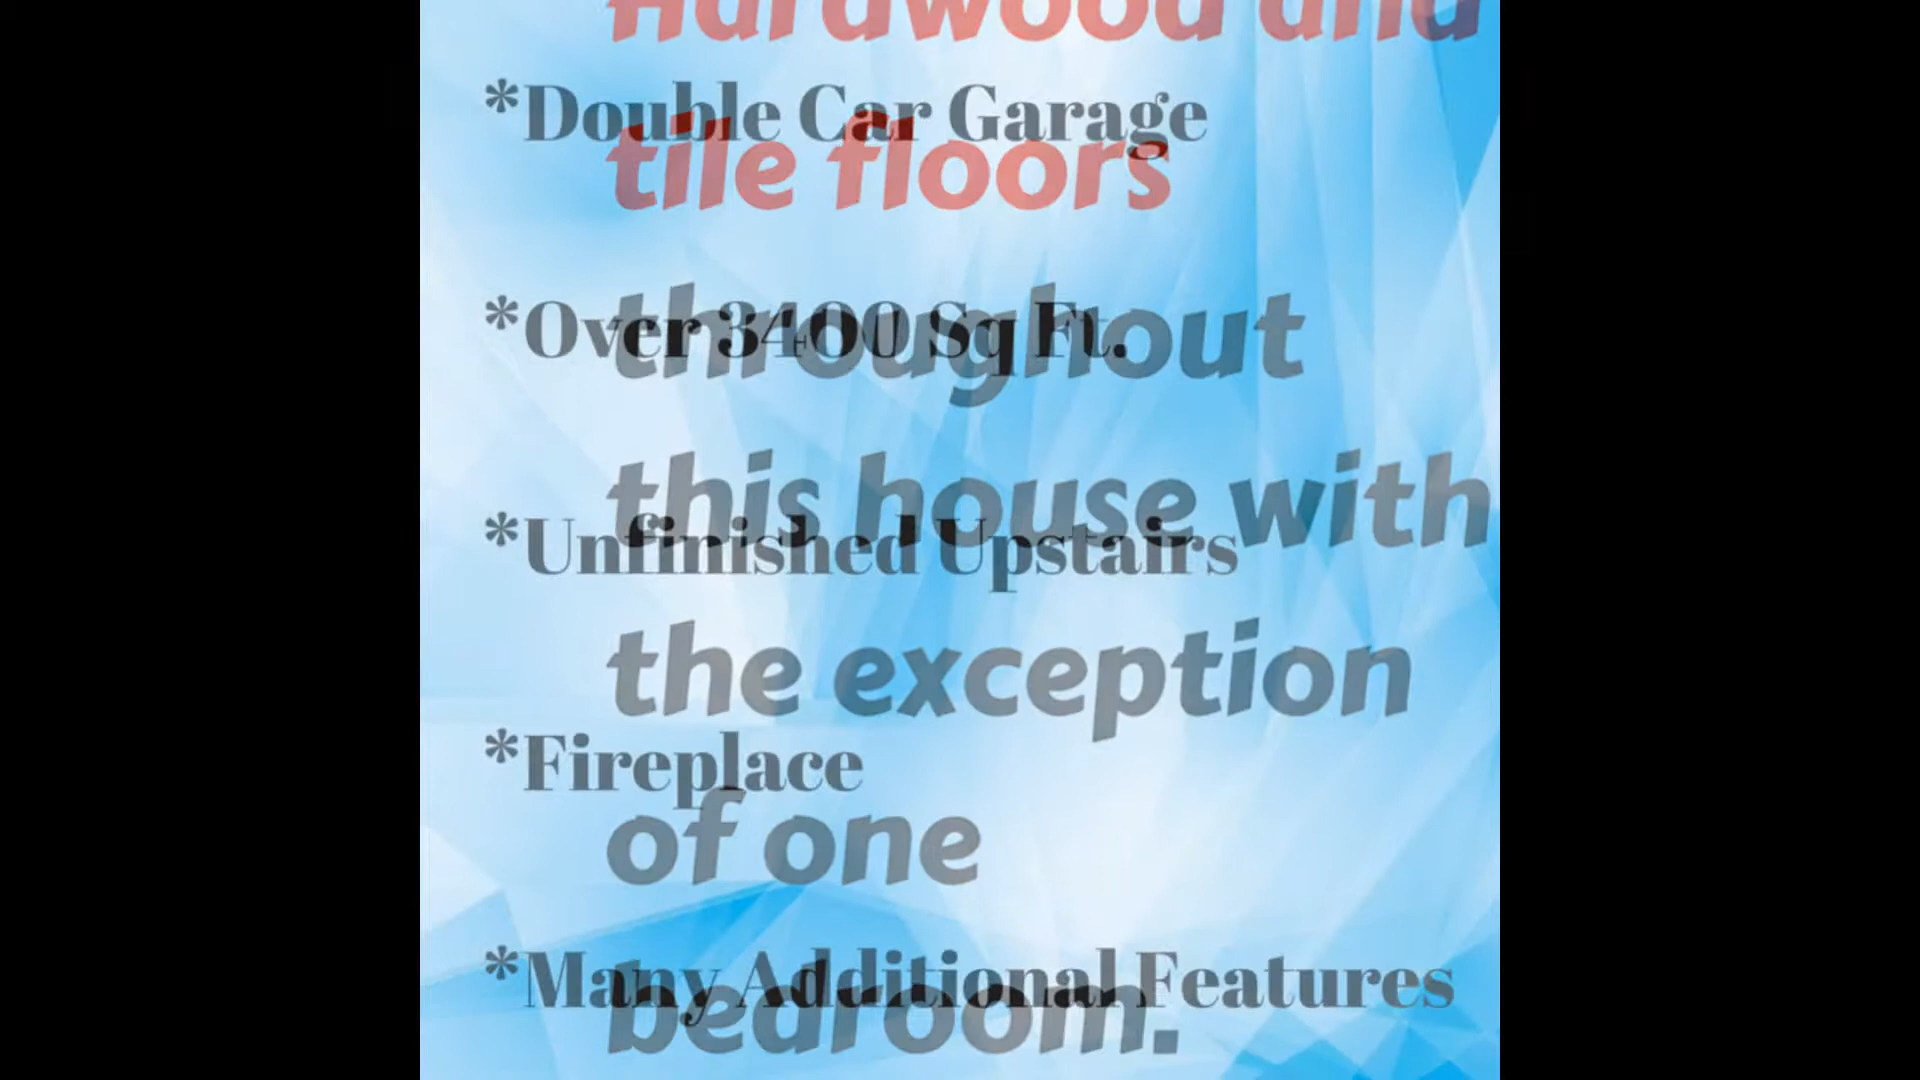 Hardwood and
*Double Car Garage
tile floors
*Over 3400 Sq Ft.
throughout
this house with
*Unfinished Upstairs
the exception
*Fireplace
of one
*Many Additional Features
bedroom.